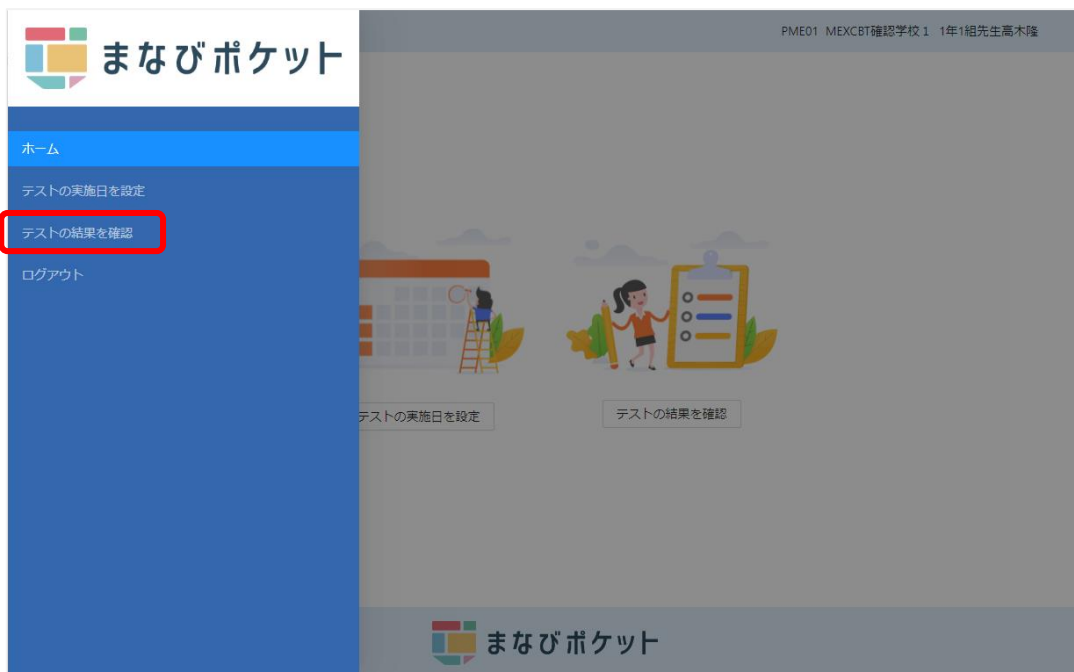 まなびポケット
PME01 MEXCBT確認学校１ 1年1組先生高木隆
ホーム
テストの実施日を設定
テストの結果を確認
ログアウト
テストの実施日を設定
テストの結果を確認
まなびポケット